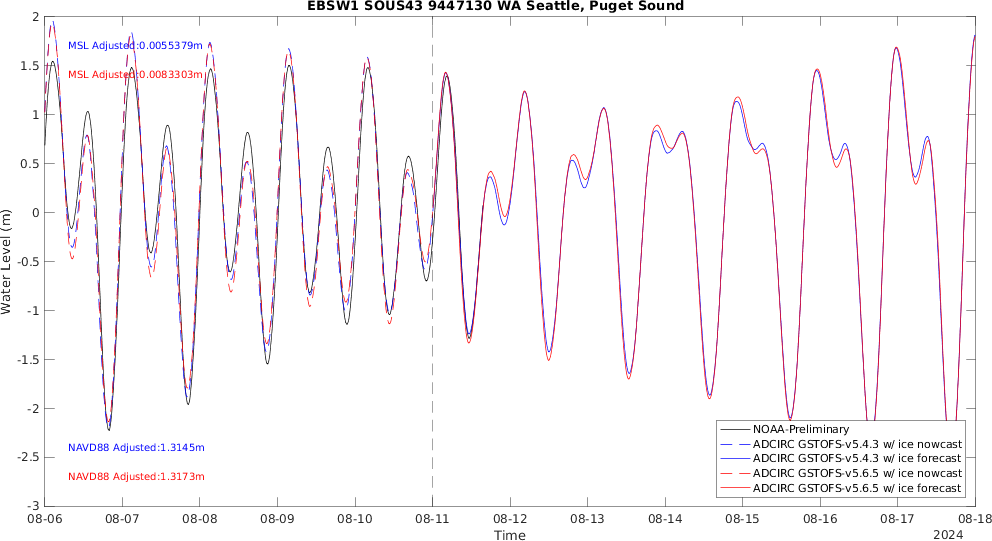 EBSW1 SOUS43 9447130 WA Seattle, Puget Sound
2
1.5
1
0.5
0
-0.5
-1
-1.5
-2
-2.5
-3
Water Level (m)
MSL Adjusted:0.0055379m
MSL Adjusted:0.0083303m
NAVD88 Adjusted:1.3145m
NAVD88 Adjusted:1.3173m
NOAA-Preliminary
ADCIRC GSTOFS-v5.4.3 w/ ice nowcast
ADCIRC GSTOFS-v5.4.3 w/ ice forecast
ADCIRC GSTOFS-v5.6.5 w/ ice nowcast
ADCIRC GSTOFS-v5.6.5 w/ ice forecast
08-06 08-07 08-08 08-09 08-10 08-11 08-12 08-13 08-14 08-15 08-16 08-17 08-18
Time
2024